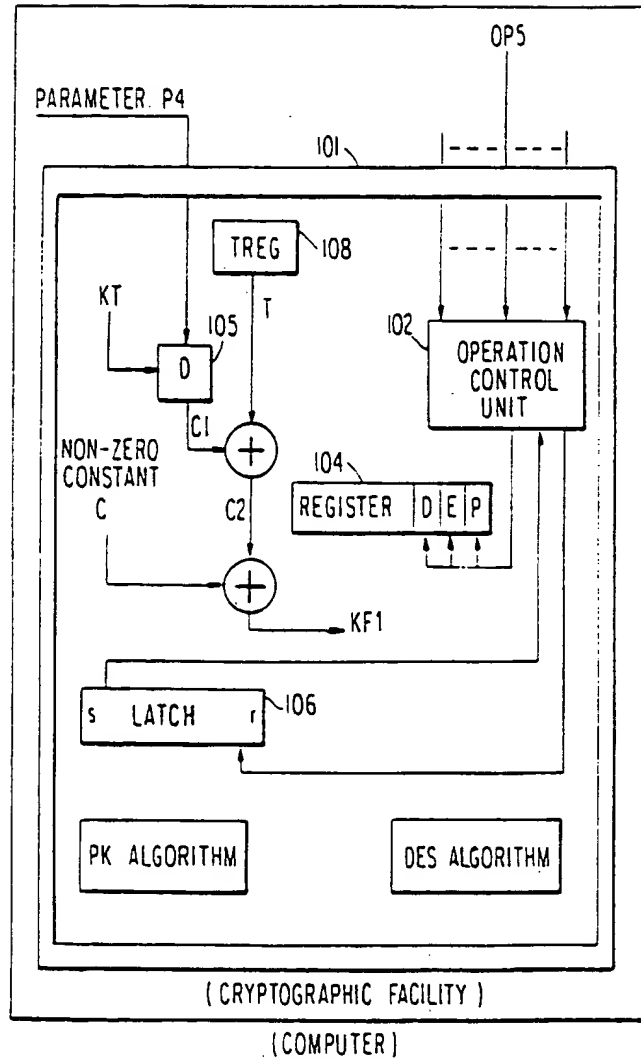 OP5
PARAMETER. P4
101
TREG
108
KT
T
105
102
D
OPERATION
CONTROL
UNIT
C1
+
NON-ZERO
CONSTANT
104
C
C2
REGISTER D E P
+
KF1
106
s LATCH r
PK ALGORITHM
DES ALGORITHM
(CRYPTOGRAPHIC FACILITY)
(COMPUTER)